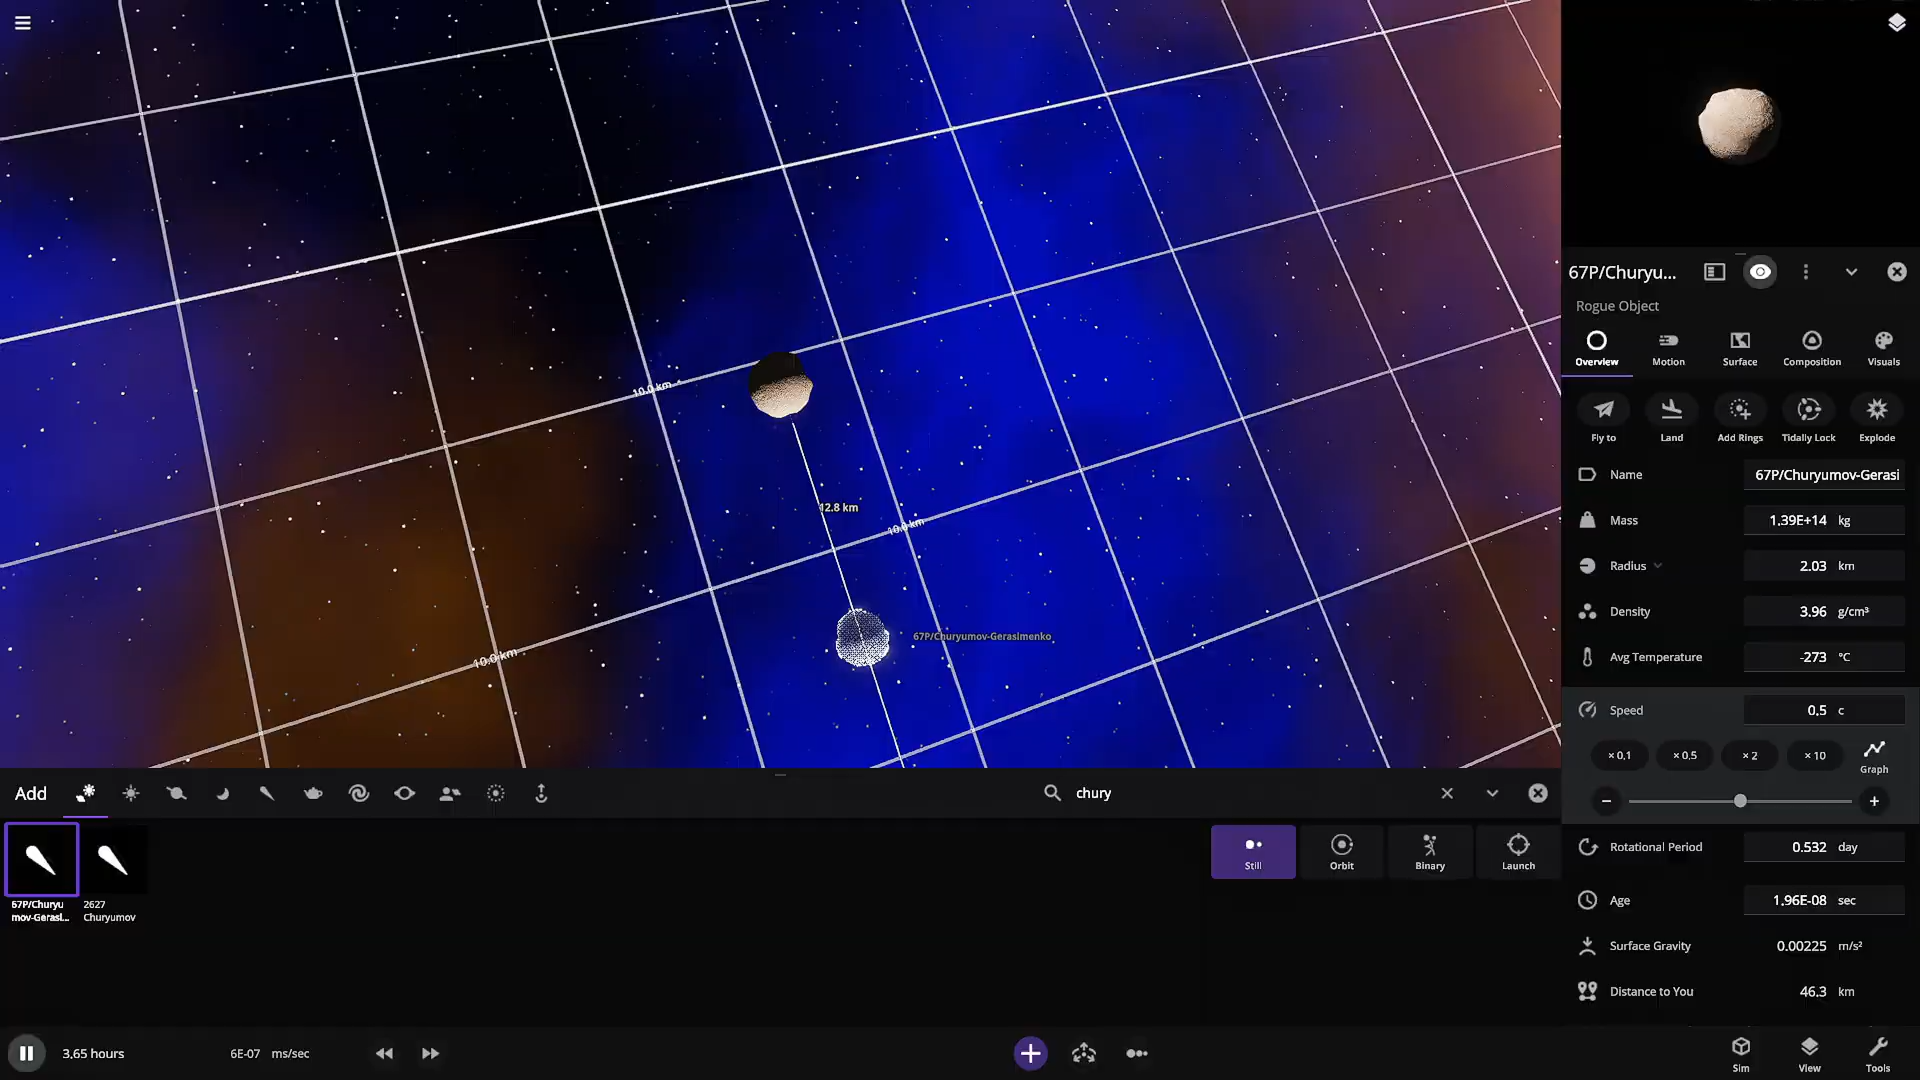 67P/Churyu...
Rogue Object
Overview
Motion
Surface
Composition
Visuals
Fly to
Land
Add Rings
Tidally Lock
Explode
Name 67P/Churyumov-Gerasi
Mass 1.39E+14 kg
Radius 2.03 km
Density 3.96 g/cm³
Avg Temperature -273 °C
Speed 0.5 c
× 0.1 × 0.5 × 2 × 10 Graph
Rotational Period 0.532 day
Age 1.96E-08 sec
Surface Gravity 0.00225 m/s²
Distance to You 46.3 km
10.0 km
12.8 km
10.0 km
67P/Churyumov-Gerasimenko
10.0 km
Add
chury
Still
Orbit
Binary
Launch
67P/Churyu
mov-Gerasi...
2627
Churyumov
3.65 hours
6E-07 ms/sec
Sim
View
Tools